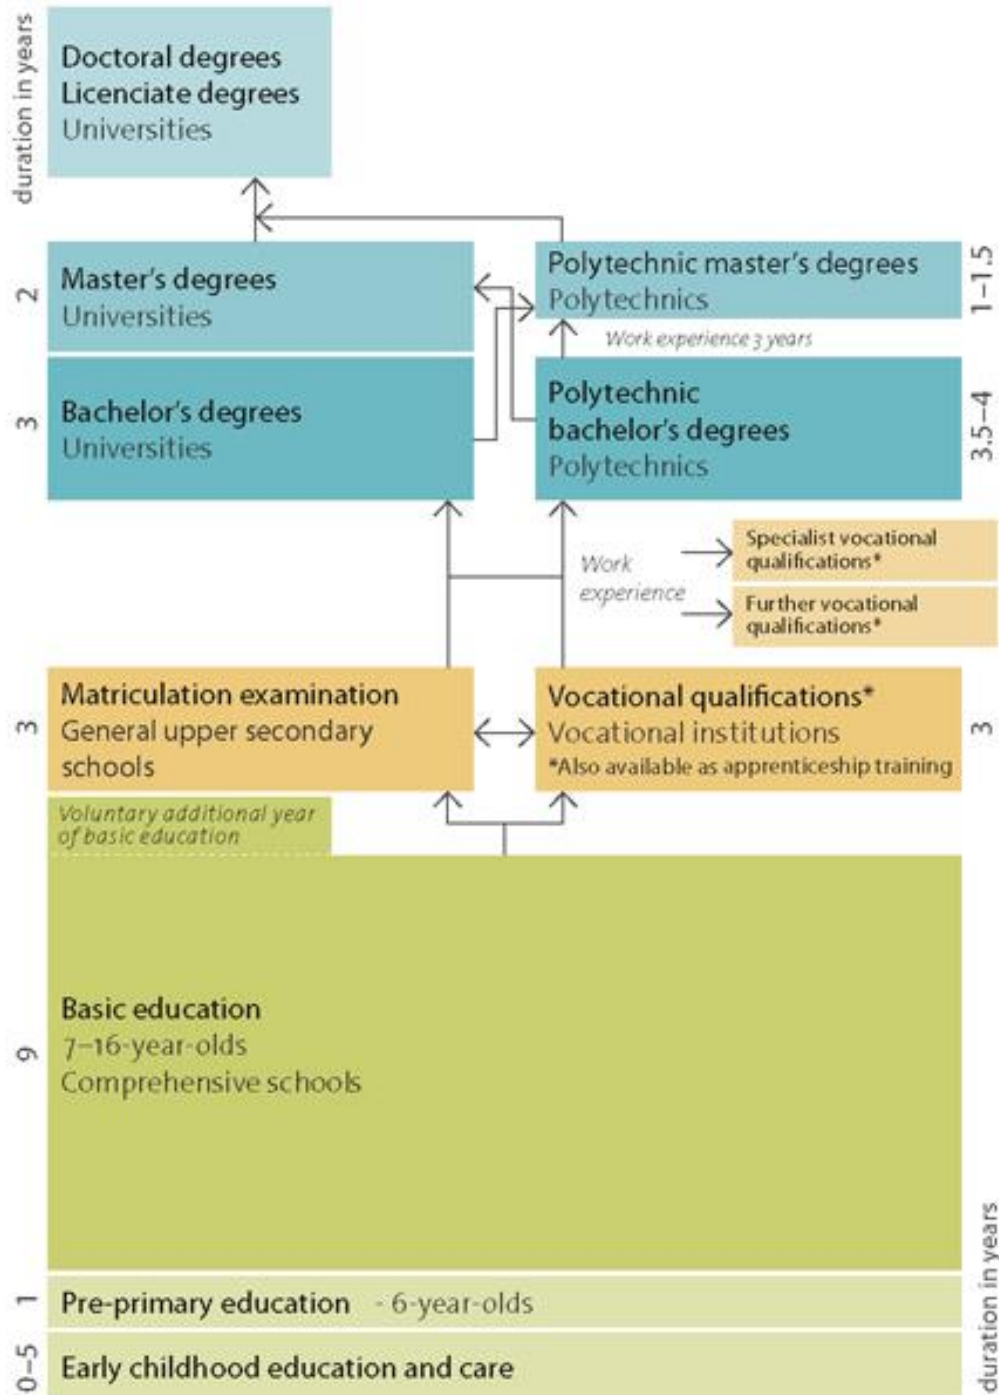 duration in years
Doctoral degrees
Licenciate degrees
Universities
2
Master's degrees
Universities
Polytechnic master's degrees
Polytechnics
1–1.5
Work experience 3 years
3
Bachelor's degrees
Universities
Polytechnic
bachelor's degrees
Polytechnics
3.5–4
Work
experience
Specialist vocational
qualifications*
Further vocational
qualifications*
3
Matriculation examination
General upper secondary
schools
Vocational qualifications*
Vocational institutions
*Also available as apprenticeship training
3
Voluntary additional year
of basic education
9
Basic education
7–16-year-olds
Comprehensive schools
1
Pre-primary education - 6-year-olds
0–5
Early childhood education and care
duration in years